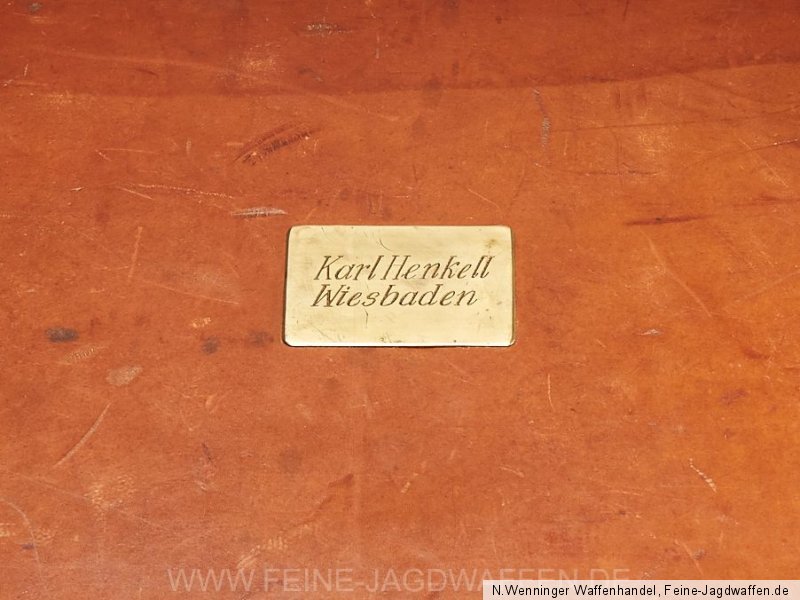 Karl Henkell
Wiesbaden
WWW.FEINE-JAGDWAFFEN.DE
N.Wenninger Waffenhandel, Feine-Jagdwaffen.de